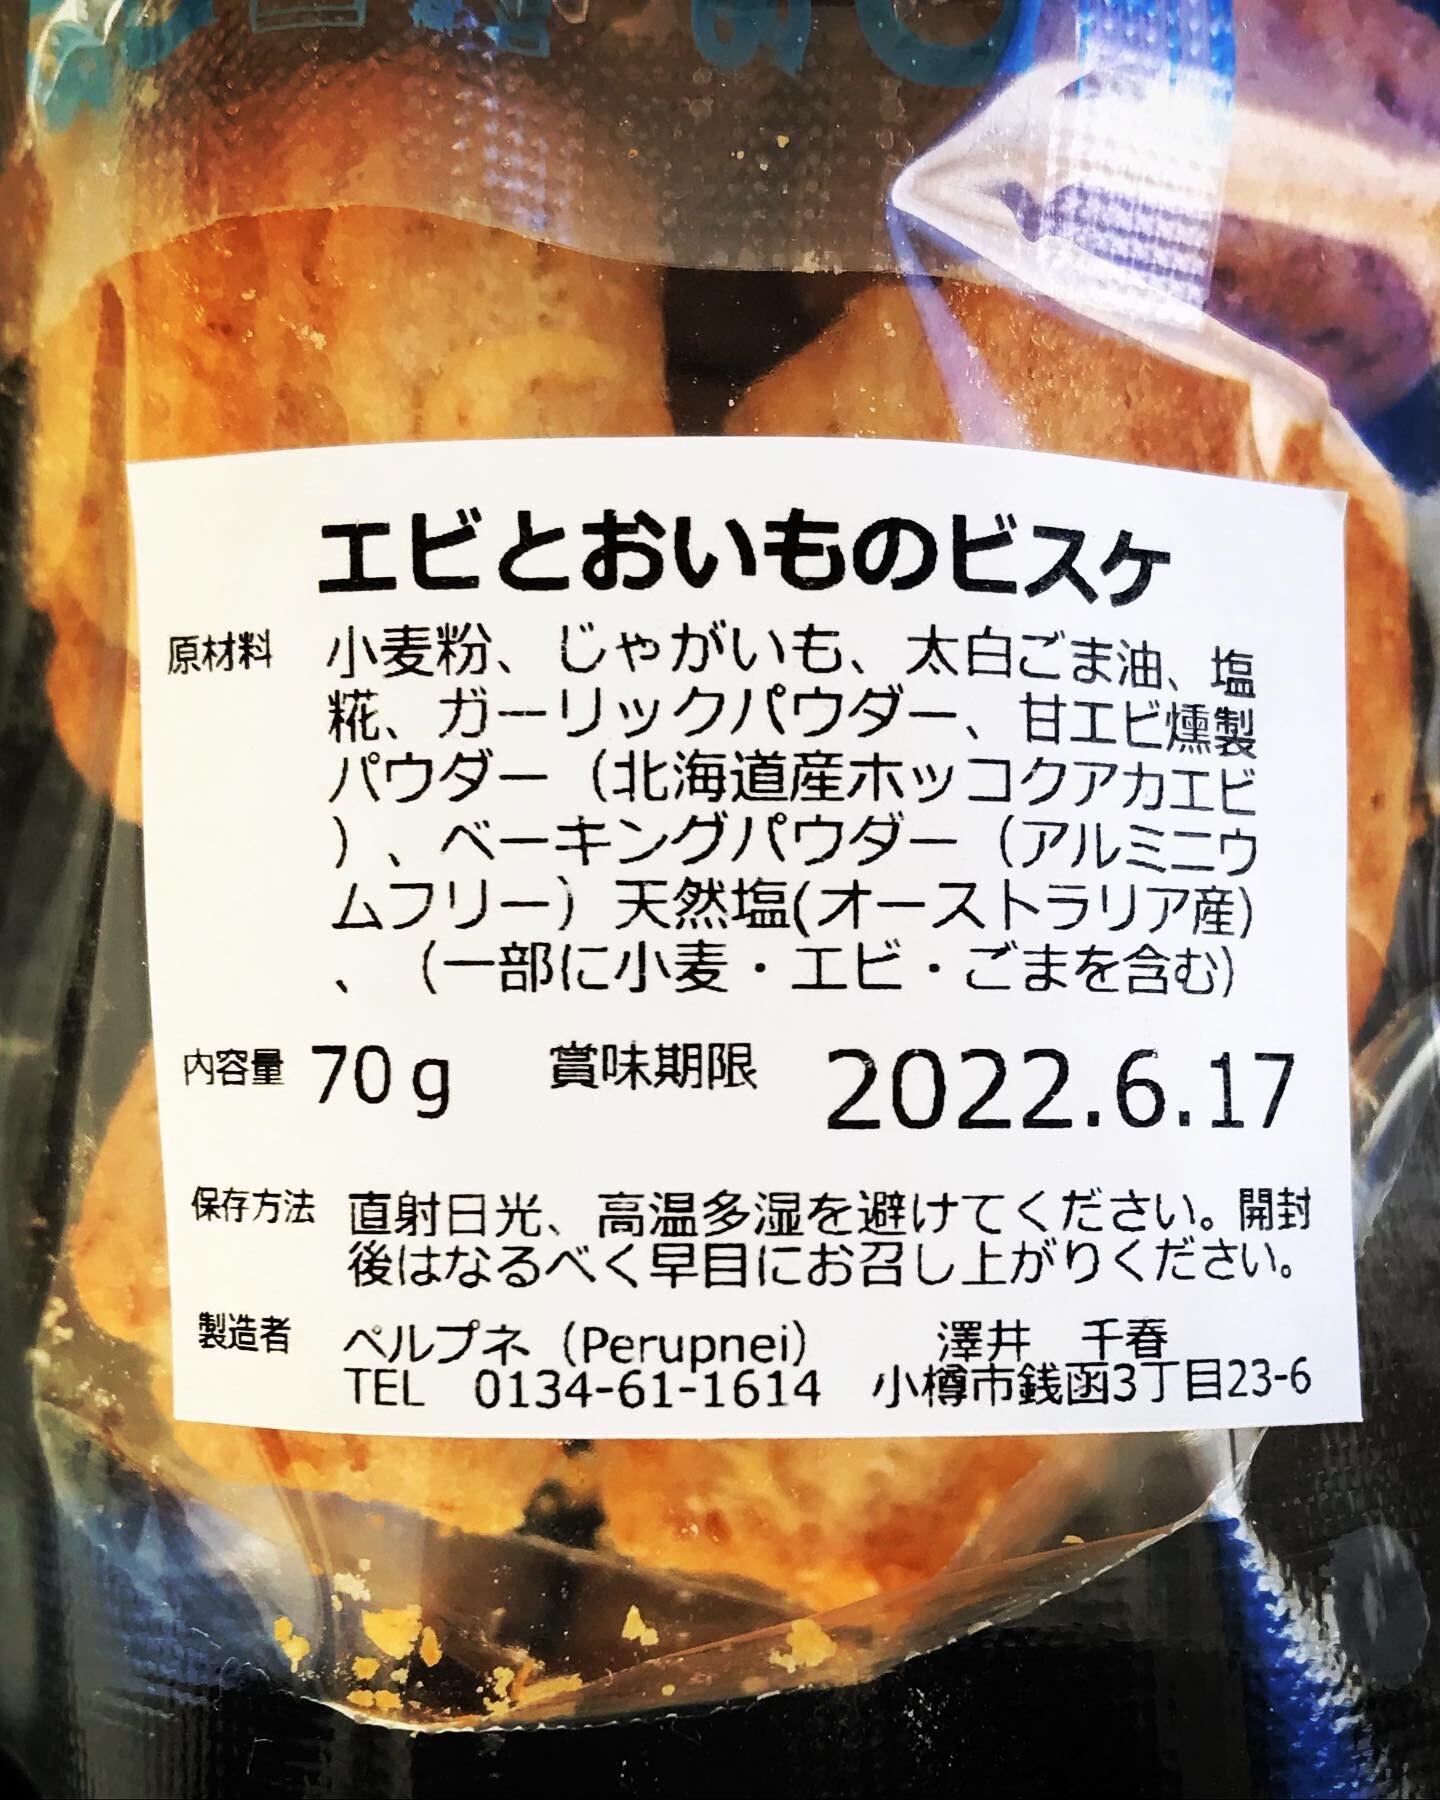 エビとおいものビスケ
原材料 小麦粉、じゃがいも、太白ごま油、塩
糀、ガーリックパウダー、甘エビ燻製
パウダー（北海道産ホッコクアカエビ
）、ベーキングパウダー（アルミニウ
ムフリー）天然塩(オーストラリア産)
、（一部に小麦・エビ・ごまを含む）
内容量 70g 賞味期限 2022.6.17
保存方法 直射日光、高温多湿を避けてください。開封
後はなるべく早目にお召し上がりください。
製造者 ペルプネ（Perupnei） 澤井 千春
TEL 0134-61-1614 小樽市銭函3丁目23-6